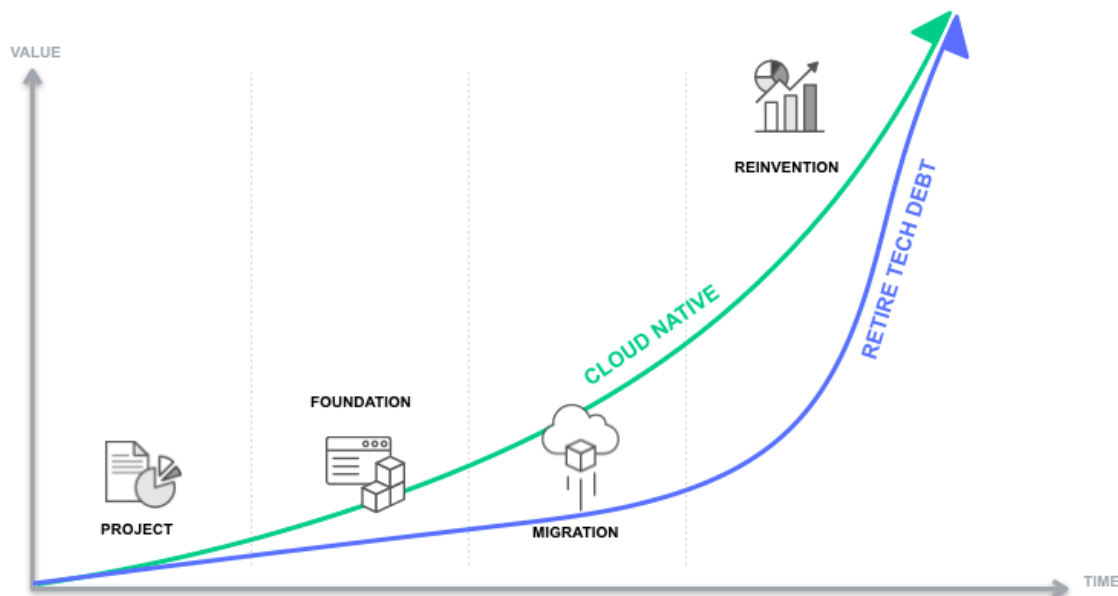 VALUE
REINVENTION
RETIRE TECH DEBT
CLOUD NATIVE
FOUNDATION
PROJECT
MIGRATION
TIME